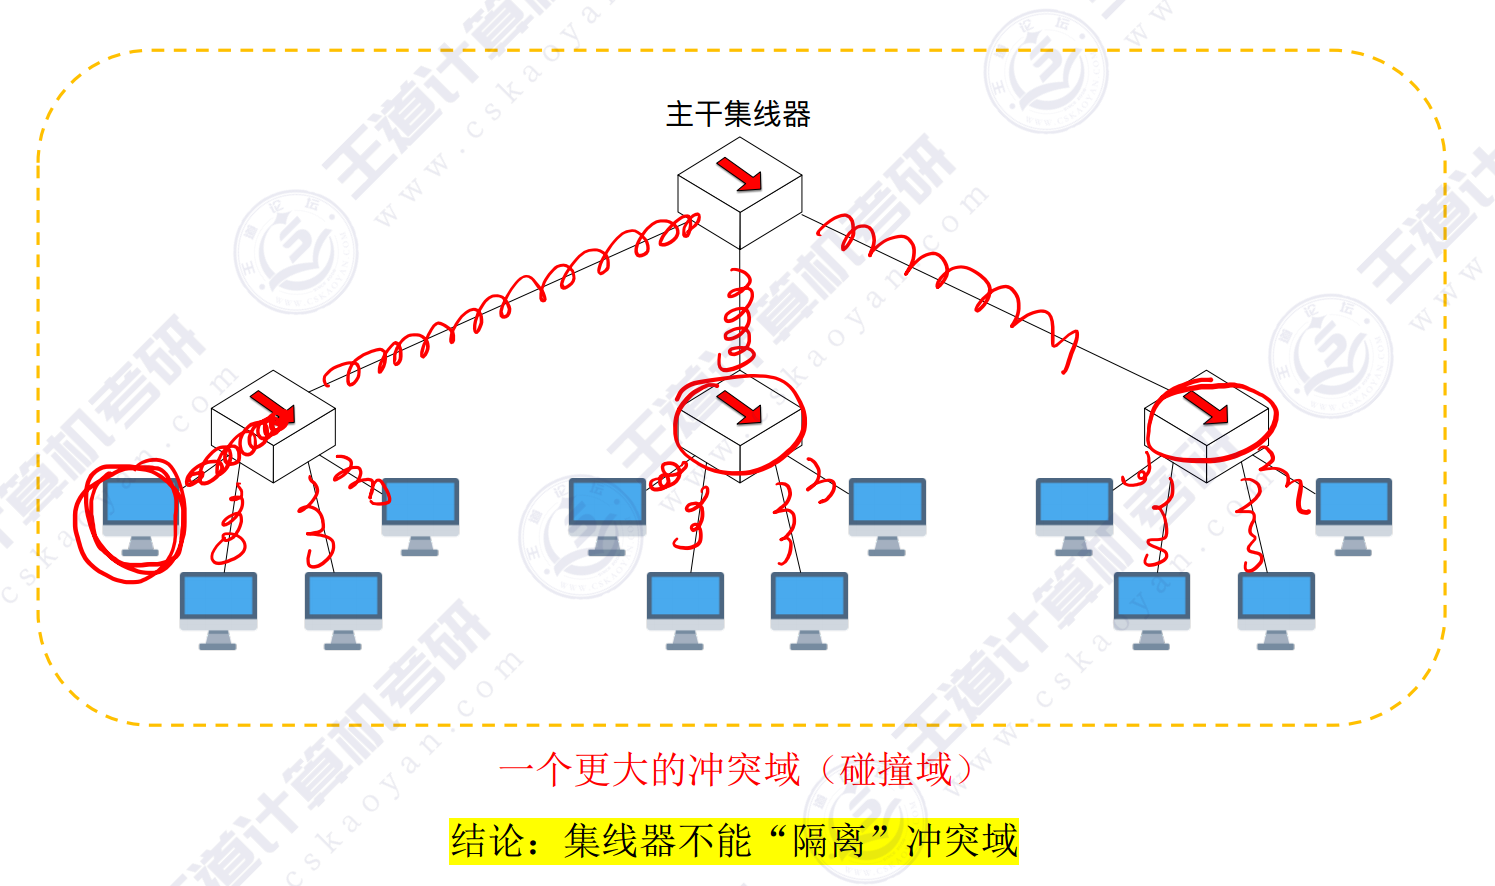 主干集线器
一个更大的冲突域（碰撞域）
结论：集线器不能“隔离”冲突域
王道计算机考研
www.cskaoyan.com